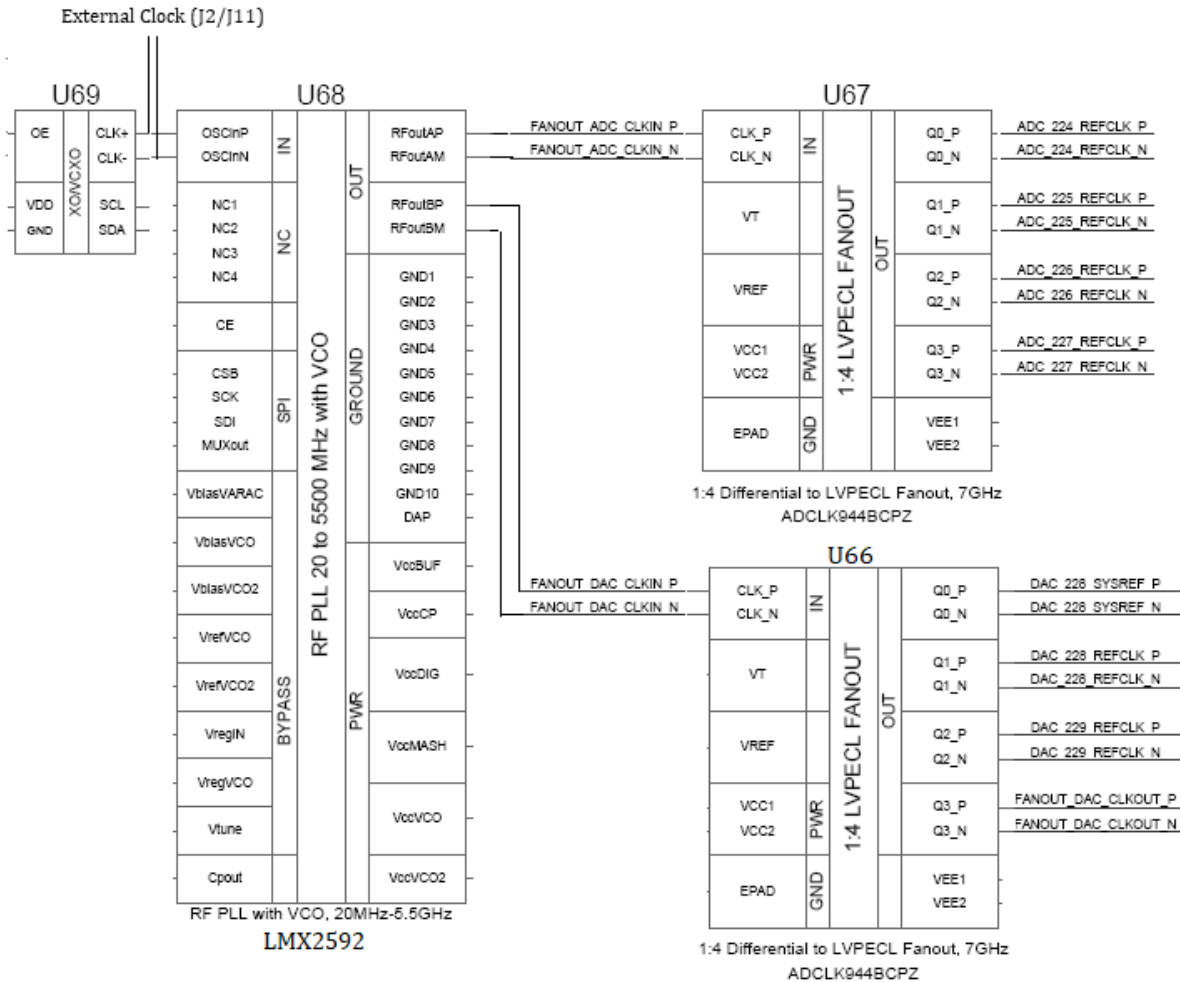 External Clock (J2/J11)
U69
OE
CLK+
CLK-
XO/VCXO
VDD
SCL
GND
SDA
U68
OSCInP
OSCInN
IN
NC1
NC2
NC3
NC4
NC
CE
CSB
SCK
SDI
MUXout
SPI
VbiasVARAC
VbiasVCO
VbiasVCO2
VrefVCO
VrefVCO2
VregIN
VregVCO
Vtune
BYPASS
Cpout
RF PLL 20 to 5500 MHz with VCO
OUT
RFoutAP
RFoutAM
RFoutBP
RFoutBM
GROUND
GND1
GND2
GND3
GND4
GND5
GND6
GND7
GND8
GND9
GND10
DAP
PWR
VccBUF
VccCP
VccDIG
VccMASH
VccVCO
VccVCO2
RF PLL with VCO, 20MHz-5.5GHz
LMX2592
FANOUT_ADC_CLKIN_P
FANOUT_ADC_CLKIN_N
U67
CLK_P
CLK_N
IN
VT
VREF
VCC1
VCC2
PWR
EPAD
GND
1:4 LVPECL FANOUT
OUT
Q0_P
Q0_N
Q1_P
Q1_N
Q2_P
Q2_N
Q3_P
Q3_N
VEE1
VEE2
ADC_224_REFCLK_P
ADC_224_REFCLK_N
ADC_225_REFCLK_P
ADC_225_REFCLK_N
ADC_226_REFCLK_P
ADC_226_REFCLK_N
ADC_227_REFCLK_P
ADC_227_REFCLK_N
1:4 Differential to LVPECL Fanout, 7GHz
ADCLK944BCPZ
FANOUT_DAC_CLKIN_P
FANOUT_DAC_CLKIN_N
U66
CLK_P
CLK_N
IN
VT
VREF
VCC1
VCC2
PWR
EPAD
GND
1:4 LVPECL FANOUT
OUT
Q0_P
Q0_N
Q1_P
Q1_N
Q2_P
Q2_N
Q3_P
Q3_N
VEE1
VEE2
DAC_228_SYSREF_P
DAC_228_SYSREF_N
DAC_228_REFCLK_P
DAC_228_REFCLK_N
DAC_229_REFCLK_P
DAC_229_REFCLK_N
FANOUT_DAC_CLKOUT_P
FANOUT_DAC_CLKOUT_N
1:4 Differential to LVPECL Fanout, 7GHz
ADCLK944BCPZ